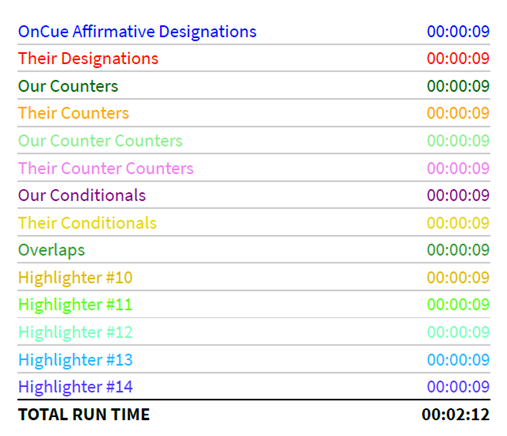 OnCue Affirmative Designations 00:00:09
Their Designations 00:00:09
Our Counters 00:00:09
Their Counters 00:00:09
Our Counter Counters 00:00:09
Their Counter Counters 00:00:09
Our Conditionals 00:00:09
Their Conditionals 00:00:09
Overlaps 00:00:09
Highlighter #10 00:00:09
Highlighter #11 00:00:09
Highlighter #12 00:00:09
Highlighter #13 00:00:09
Highlighter #14 00:00:09
TOTAL RUN TIME 00:02:12